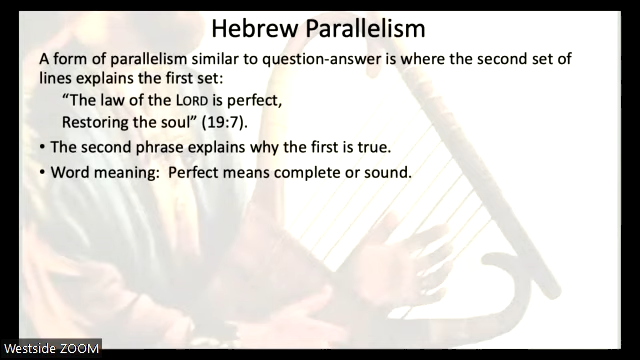 Hebrew Parallelism
A form of parallelism similar to question-answer is where the second set of
lines explains the first set:
“The law of the LORD is perfect,
Restoring the soul” (19:7).
• The second phrase explains why the first is true.
• Word meaning:  Perfect means complete or sound.
Westside ZOOM